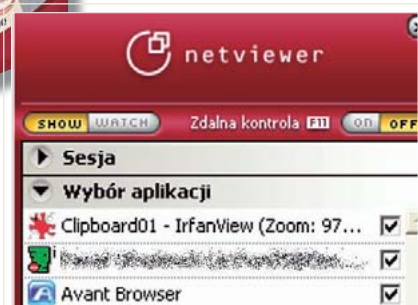 netviewer
SHOW WATCH Zdalna kontrola F11 ON OFF
Sesja
Wybór aplikacji
Clipboard01 - IrfanView (Zoom: 97...
Avant Browser